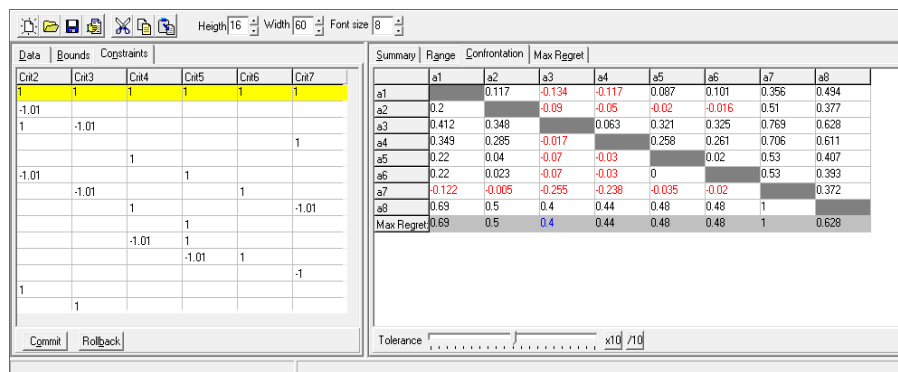 Heigth 16 Width 60 Font size 8
Data Bounds Constraints
Crit2 Crit3 Crit4 Crit5 Crit6 Crit7
1 1 1 1 1 1
-1.01
1 -1.01
1
1
-1.01 1
-1.01 1
1 -1.01
1
-1.01 1
-1.01 1
-1
1
1
Commit Rollback
Summary Range Confrontation Max Regret
a1 a2 a3 a4 a5 a6 a7 a8
a1 0.117 -0.134 -0.117 0.087 0.101 0.356 0.494
a2 0.2 -0.09 -0.05 -0.02 -0.016 0.51 0.377
a3 0.412 0.348 0.063 0.321 0.325 0.769 0.628
a4 0.349 0.285 -0.017 0.258 0.261 0.706 0.611
a5 0.22 0.04 -0.07 -0.03 0.02 0.53 0.407
a6 0.22 0.023 -0.07 -0.03 0 0.53 0.393
a7 -0.122 -0.005 -0.255 -0.238 -0.035 -0.02 0.372
a8 0.69 0.5 0.4 0.44 0.48 0.48 1
Max Regret 0.69 0.5 0.4 0.44 0.48 0.48 1 0.628
Tolerance x10 /10